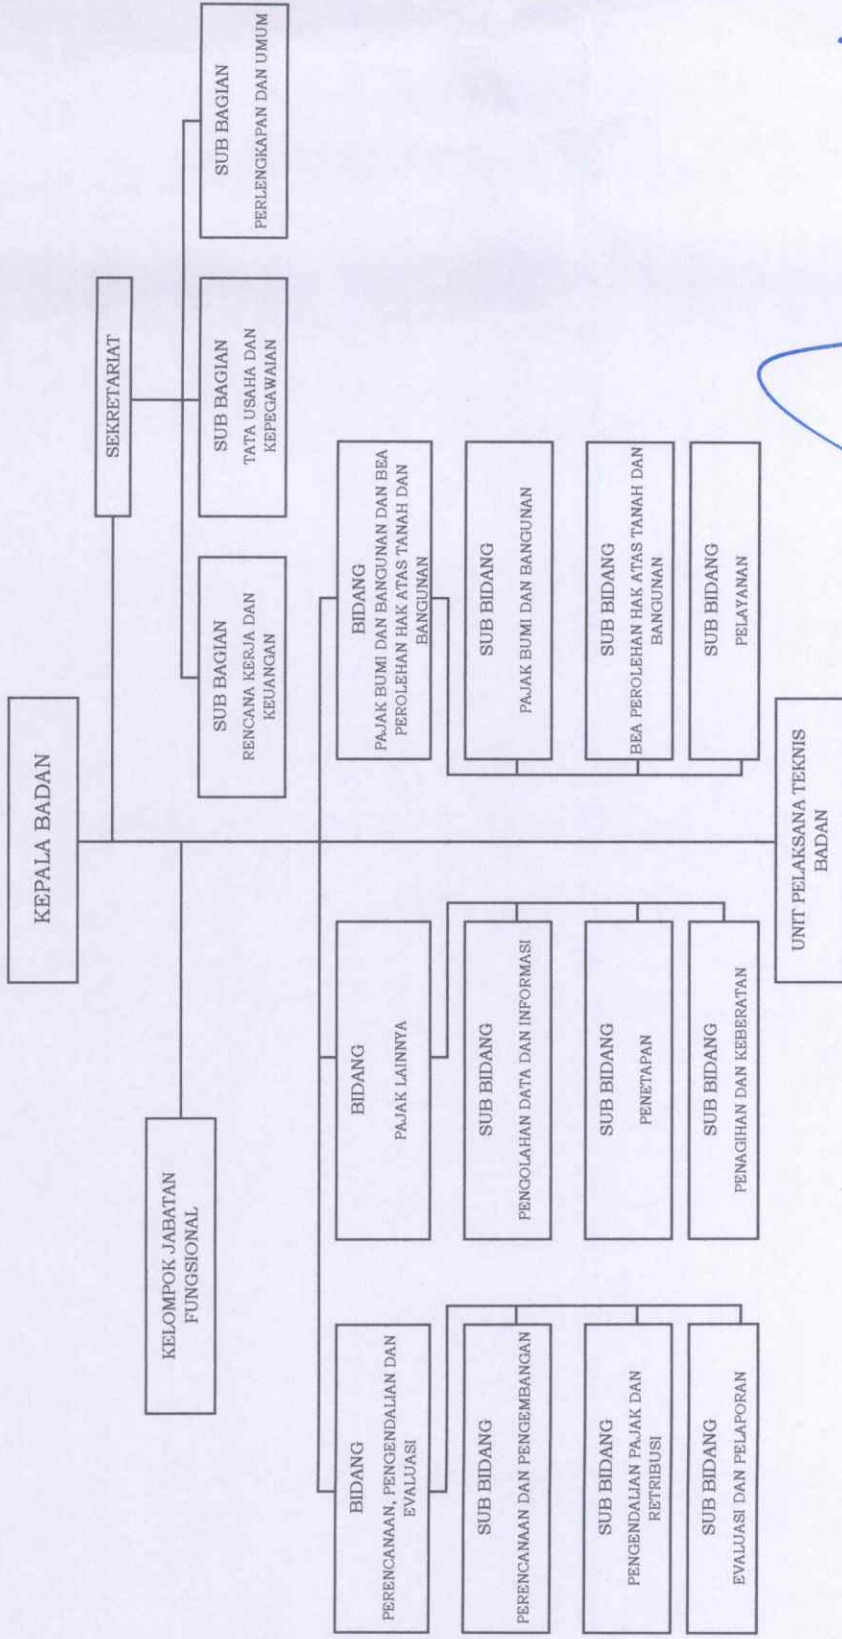 KEPALA BADAN
SEKRETARIAT
KELOMPOK JABATAN
FUNGSIONAL
SUB BAGIAN
RENCANA KERJA DAN
KEUANGAN
SUB BAGIAN
TATA USAHA DAN
KEPEGAWAIAN
SUB BAGIAN
PERLENGKAPAN DAN UMUM
BIDANG
PERENCANAAN, PENGENDALIAN DAN
EVALUASI
SUB BIDANG
PERENCANAAN DAN PENGEMBANGAN
SUB BIDANG
PENGENDALIAN PAJAK DAN
RETRIBUSI
SUB BIDANG
EVALUASI DAN PELAPORAN
BIDANG
PAJAK LAINNYA
SUB BIDANG
PENGOLAHAN DATA DAN INFORMASI
SUB BIDANG
PENETAPAN
SUB BIDANG
PENAGIHAN DAN KEBERATAN
BIDANG
PAJAK BUMI DAN BANGUNAN DAN BEA
PEROLEHAN HAK ATAS TANAH DAN
BANGUNAN
SUB BIDANG
PAJAK BUMI DAN BANGUNAN
SUB BIDANG
BEA PEROLEHAN HAK ATAS TANAH DAN
BANGUNAN
SUB BIDANG
PELAYANAN
UNIT PELAKSANA TEKNIS
BADAN